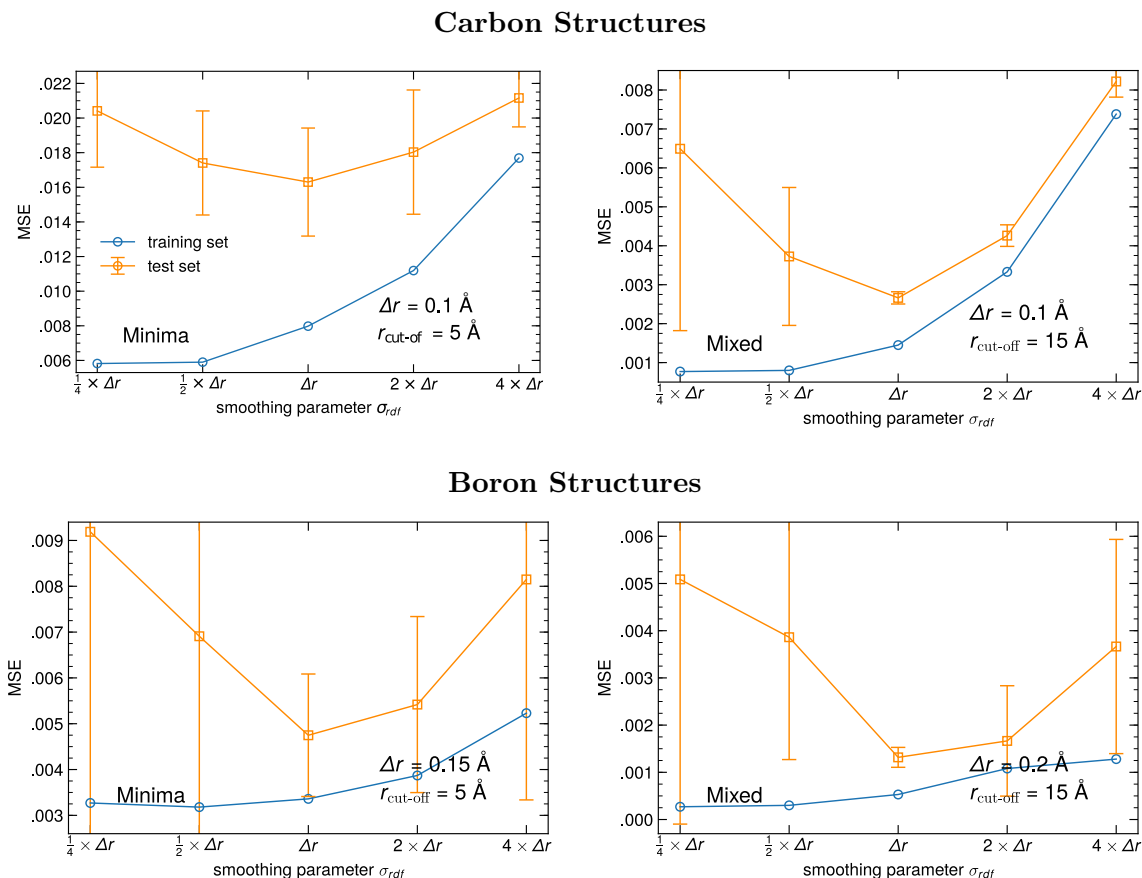 Carbon Structures
.022
.020
.018
.016
.014
.012
.010
.008
.006
MSE
training set
test set
Minima
Δr = 0.1 Å
r_cut-of = 5 Å
¼ × Δr
½ × Δr
Δr
2 × Δr
4 × Δr
smoothing parameter σ_rdf
.008
.007
.006
.004
.003
.002
.001
MSE
Mixed
Δr = 0.1 Å
r_cut-off = 15 Å
¼ × Δr
½ × Δr
Δr
2 × Δr
4 × Δr
smoothing parameter σ_rdf
Boron Structures
.009
.008
.007
.006
.005
.004
.003
MSE
Minima
Δr = 0.15 Å
r_cut-off = 5 Å
¼ × Δr
½ × Δr
Δr
2 × Δr
4 × Δr
smoothing parameter σ_rdf
.006
.005
.004
.003
.002
.001
.000
MSE
Mixed
Δr = 0.2 Å
r_cut-off = 15 Å
¼ × Δr
½ × Δr
Δr
2 × Δr
4 × Δr
smoothing parameter σ_rdf